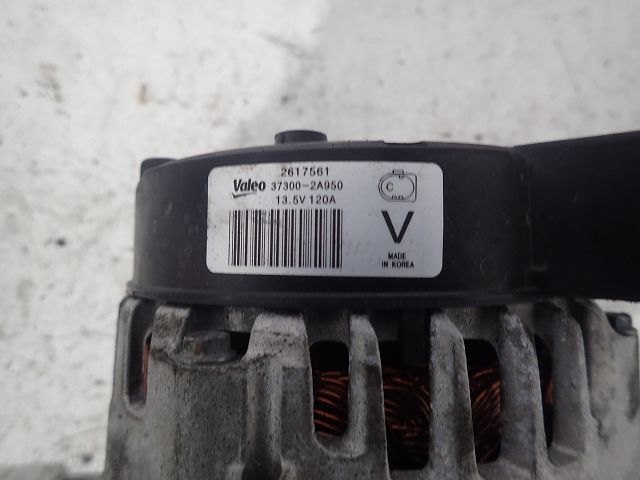 2617561
Valeo 37300-2A950
13.5V 120A
C
V
MADE
IN KOREA